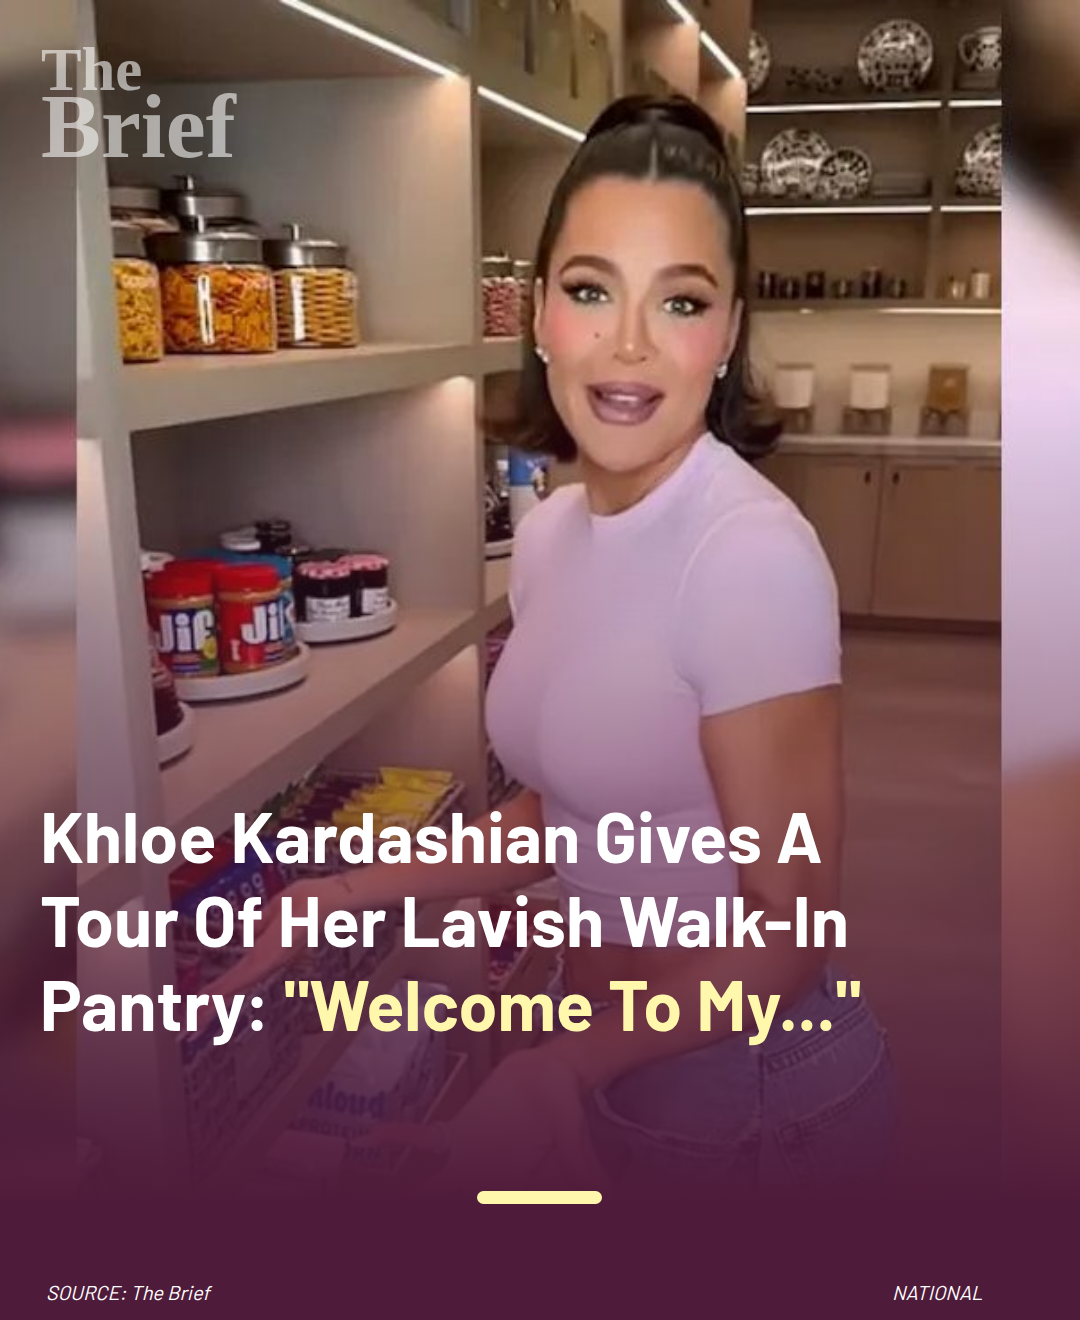 The
Brief
Jif
Jif
Khloe Kardashian Gives A
Tour Of Her Lavish Walk-In
Pantry: "Welcome To My..."
SOURCE: The Brief
NATIONAL